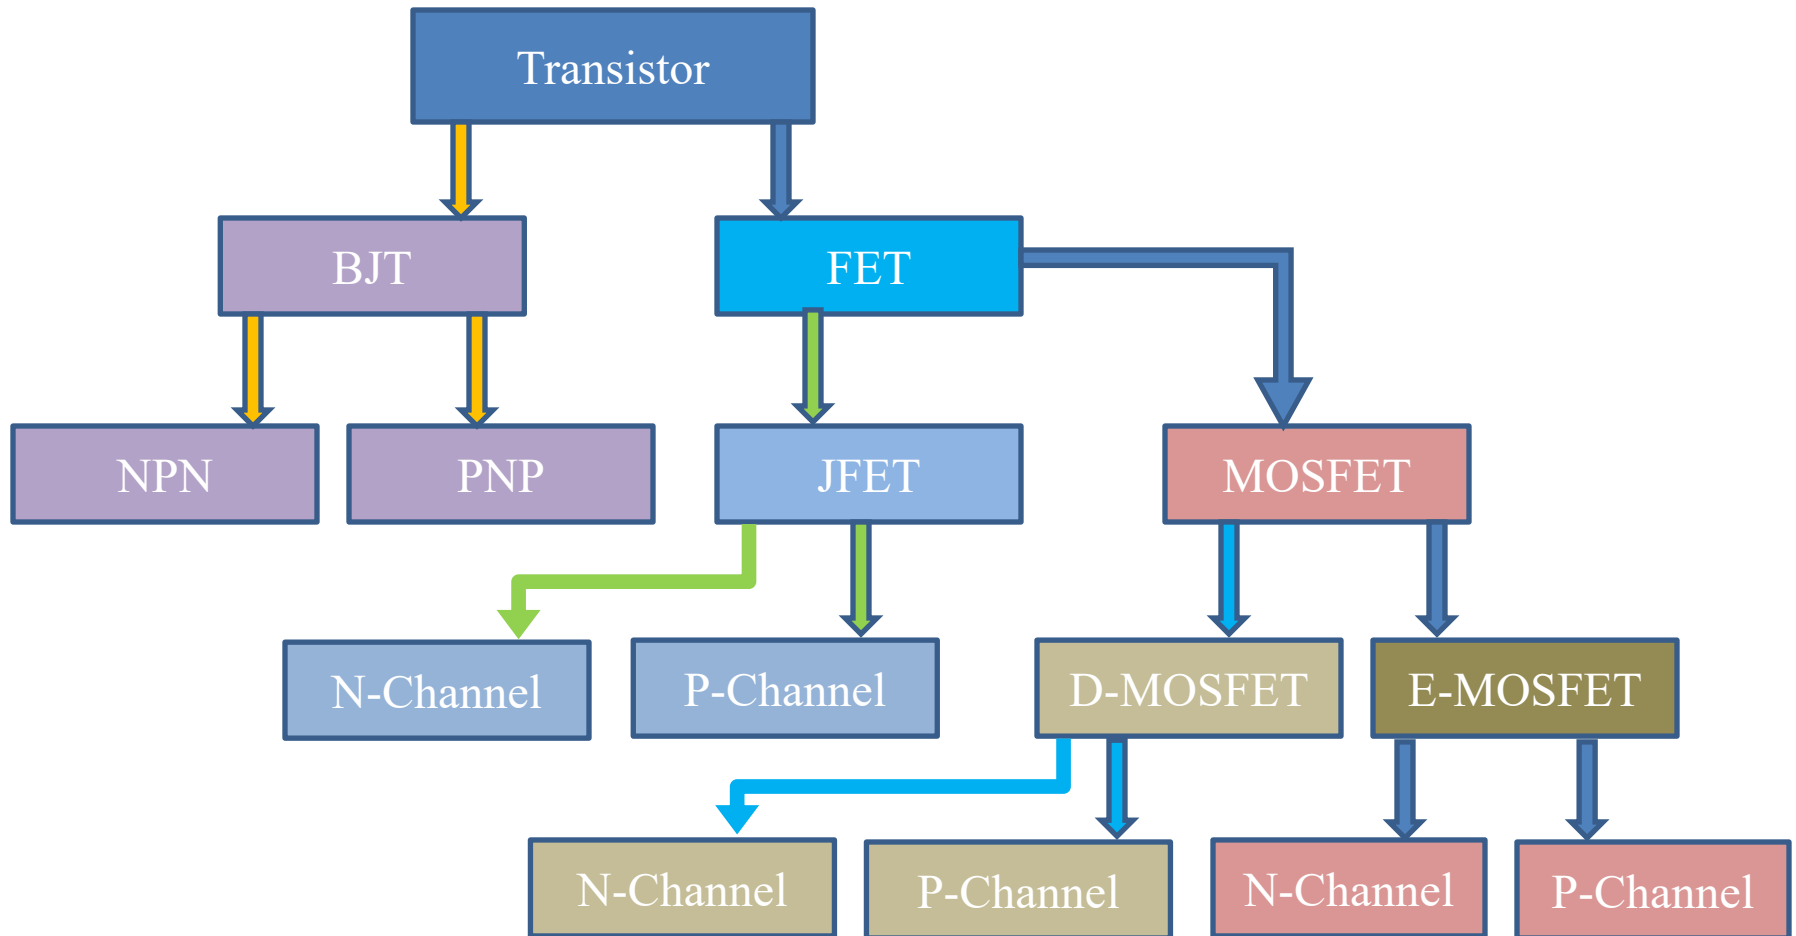 Transistor
BJT
FET
NPN
PNP
JFET
MOSFET
N-Channel
P-Channel
D-MOSFET
E-MOSFET
N-Channel
P-Channel
N-Channel
P-Channel